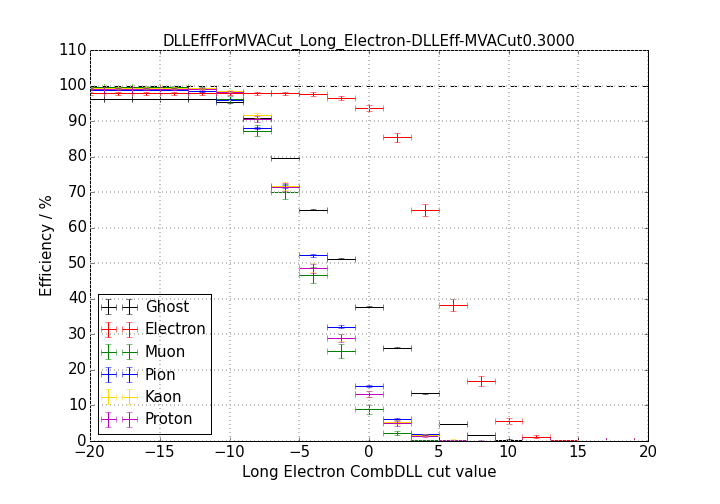 DLLEffForMVACut_Long_Electron-DLLEff-MVACut0.3000
110
100
90
80
70
60
50
40
30
20
10
0
Efficiency / %
Ghost
Electron
Muon
Pion
Kaon
Proton
−20 −15 −10 −5 0 5 10 15 20
Long Electron CombDLL cut value